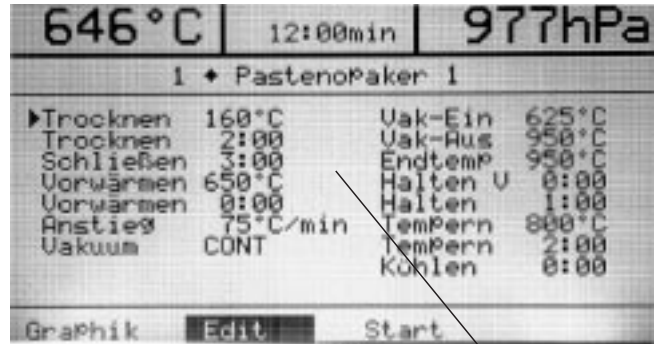 646°C 12:00min 977hPa
1 ◆ Pastenopaker 1
▶Trocknen 160°C
Trocknen 2:00
Schließen 3:00
Vorwärmen 650°C
Vorwärmen 0:00
Anstieg 75°C/min
Vakuum CONT
Vak-Ein 625°C
Vak-Aus 950°C
Endtemp 950°C
Halten V 0:00
Halten 1:00
Tempern 800°C
Tempern 2:00
Kühlen 0:00
Graphik Edit Start